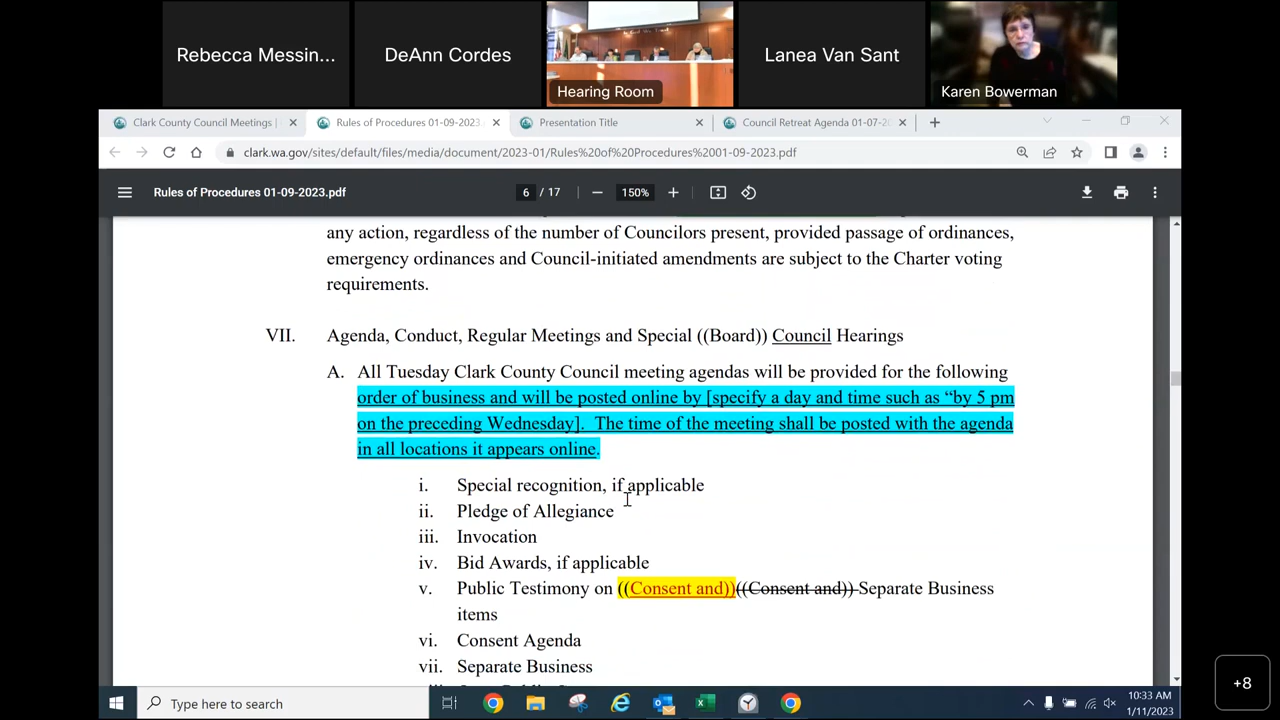 Rebecca Messin...
DeAnn Cordes
Hearing Room
Lanea Van Sant
Karen Bowerman
Clark County Council Meetings |
Rules of Procedures 01-09-2023
Presentation Title
Council Retreat Agenda 01-07-20
clark.wa.gov/sites/default/files/media/document/2023-01/Rules%20of%20Procedures%2001-09-2023.pdf
Rules of Procedures 01-09-2023.pdf
6 / 17
150%
any action, regardless of the number of Councilors present, provided passage of ordinances,
emergency ordinances and Council-initiated amendments are subject to the Charter voting
requirements.
VII. Agenda, Conduct, Regular Meetings and Special ((Board)) Council Hearings
A. All Tuesday Clark County Council meeting agendas will be provided for the following
order of business and will be posted online by [specify a day and time such as “by 5 pm
on the preceding Wednesday]. The time of the meeting shall be posted with the agenda
in all locations it appears online.
i. Special recognition, if applicable
ii. Pledge of Allegiance
iii. Invocation
iv. Bid Awards, if applicable
v. Public Testimony on ((Consent and))((Consent and)) Separate Business
items
vi. Consent Agenda
vii. Separate Business
Type here to search
10:33 AM
1/11/2023
+8